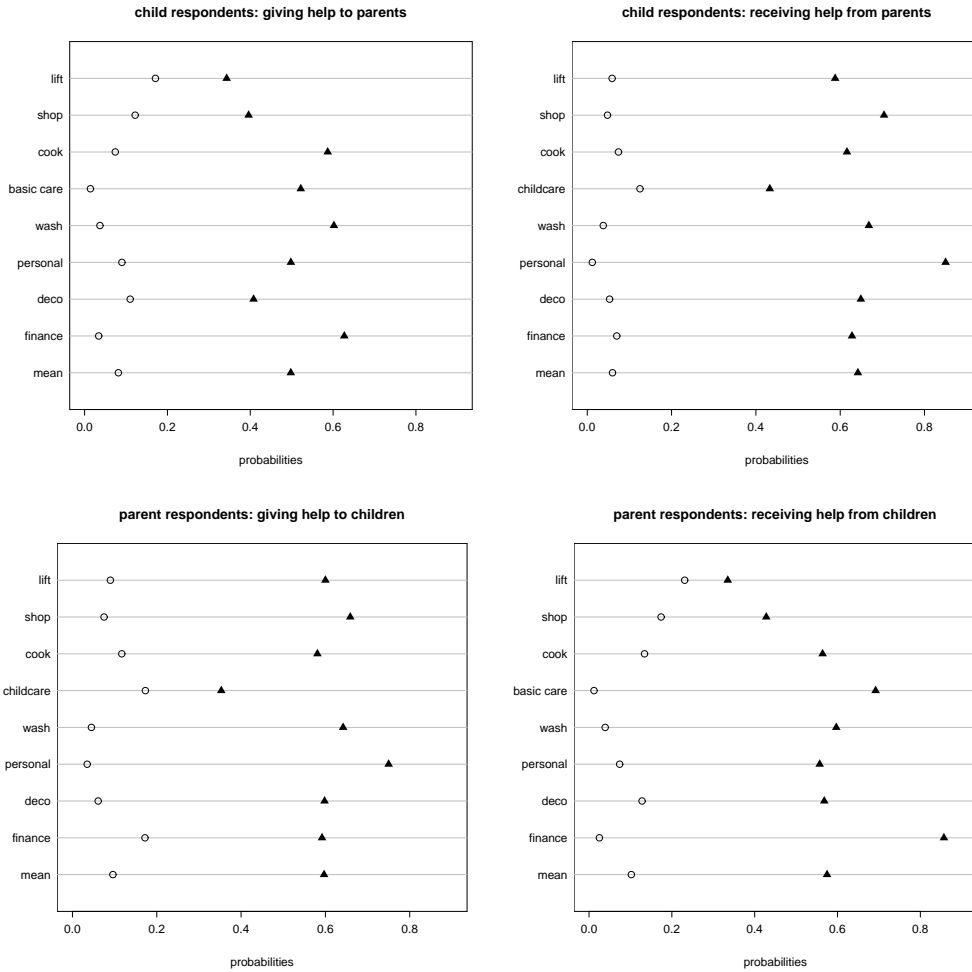 child respondents: giving help to parents
lift
shop
cook
basic care
wash
personal
deco
finance
mean
0.0 0.2 0.4 0.6 0.8
probabilities
child respondents: receiving help from parents
lift
shop
cook
childcare
wash
personal
deco
finance
mean
0.0 0.2 0.4 0.6 0.8
probabilities
parent respondents: giving help to children
lift
shop
cook
childcare
wash
personal
deco
finance
mean
0.0 0.2 0.4 0.6 0.8
probabilities
parent respondents: receiving help from children
lift
shop
cook
basic care
wash
personal
deco
finance
mean
0.0 0.2 0.4 0.6 0.8
probabilities